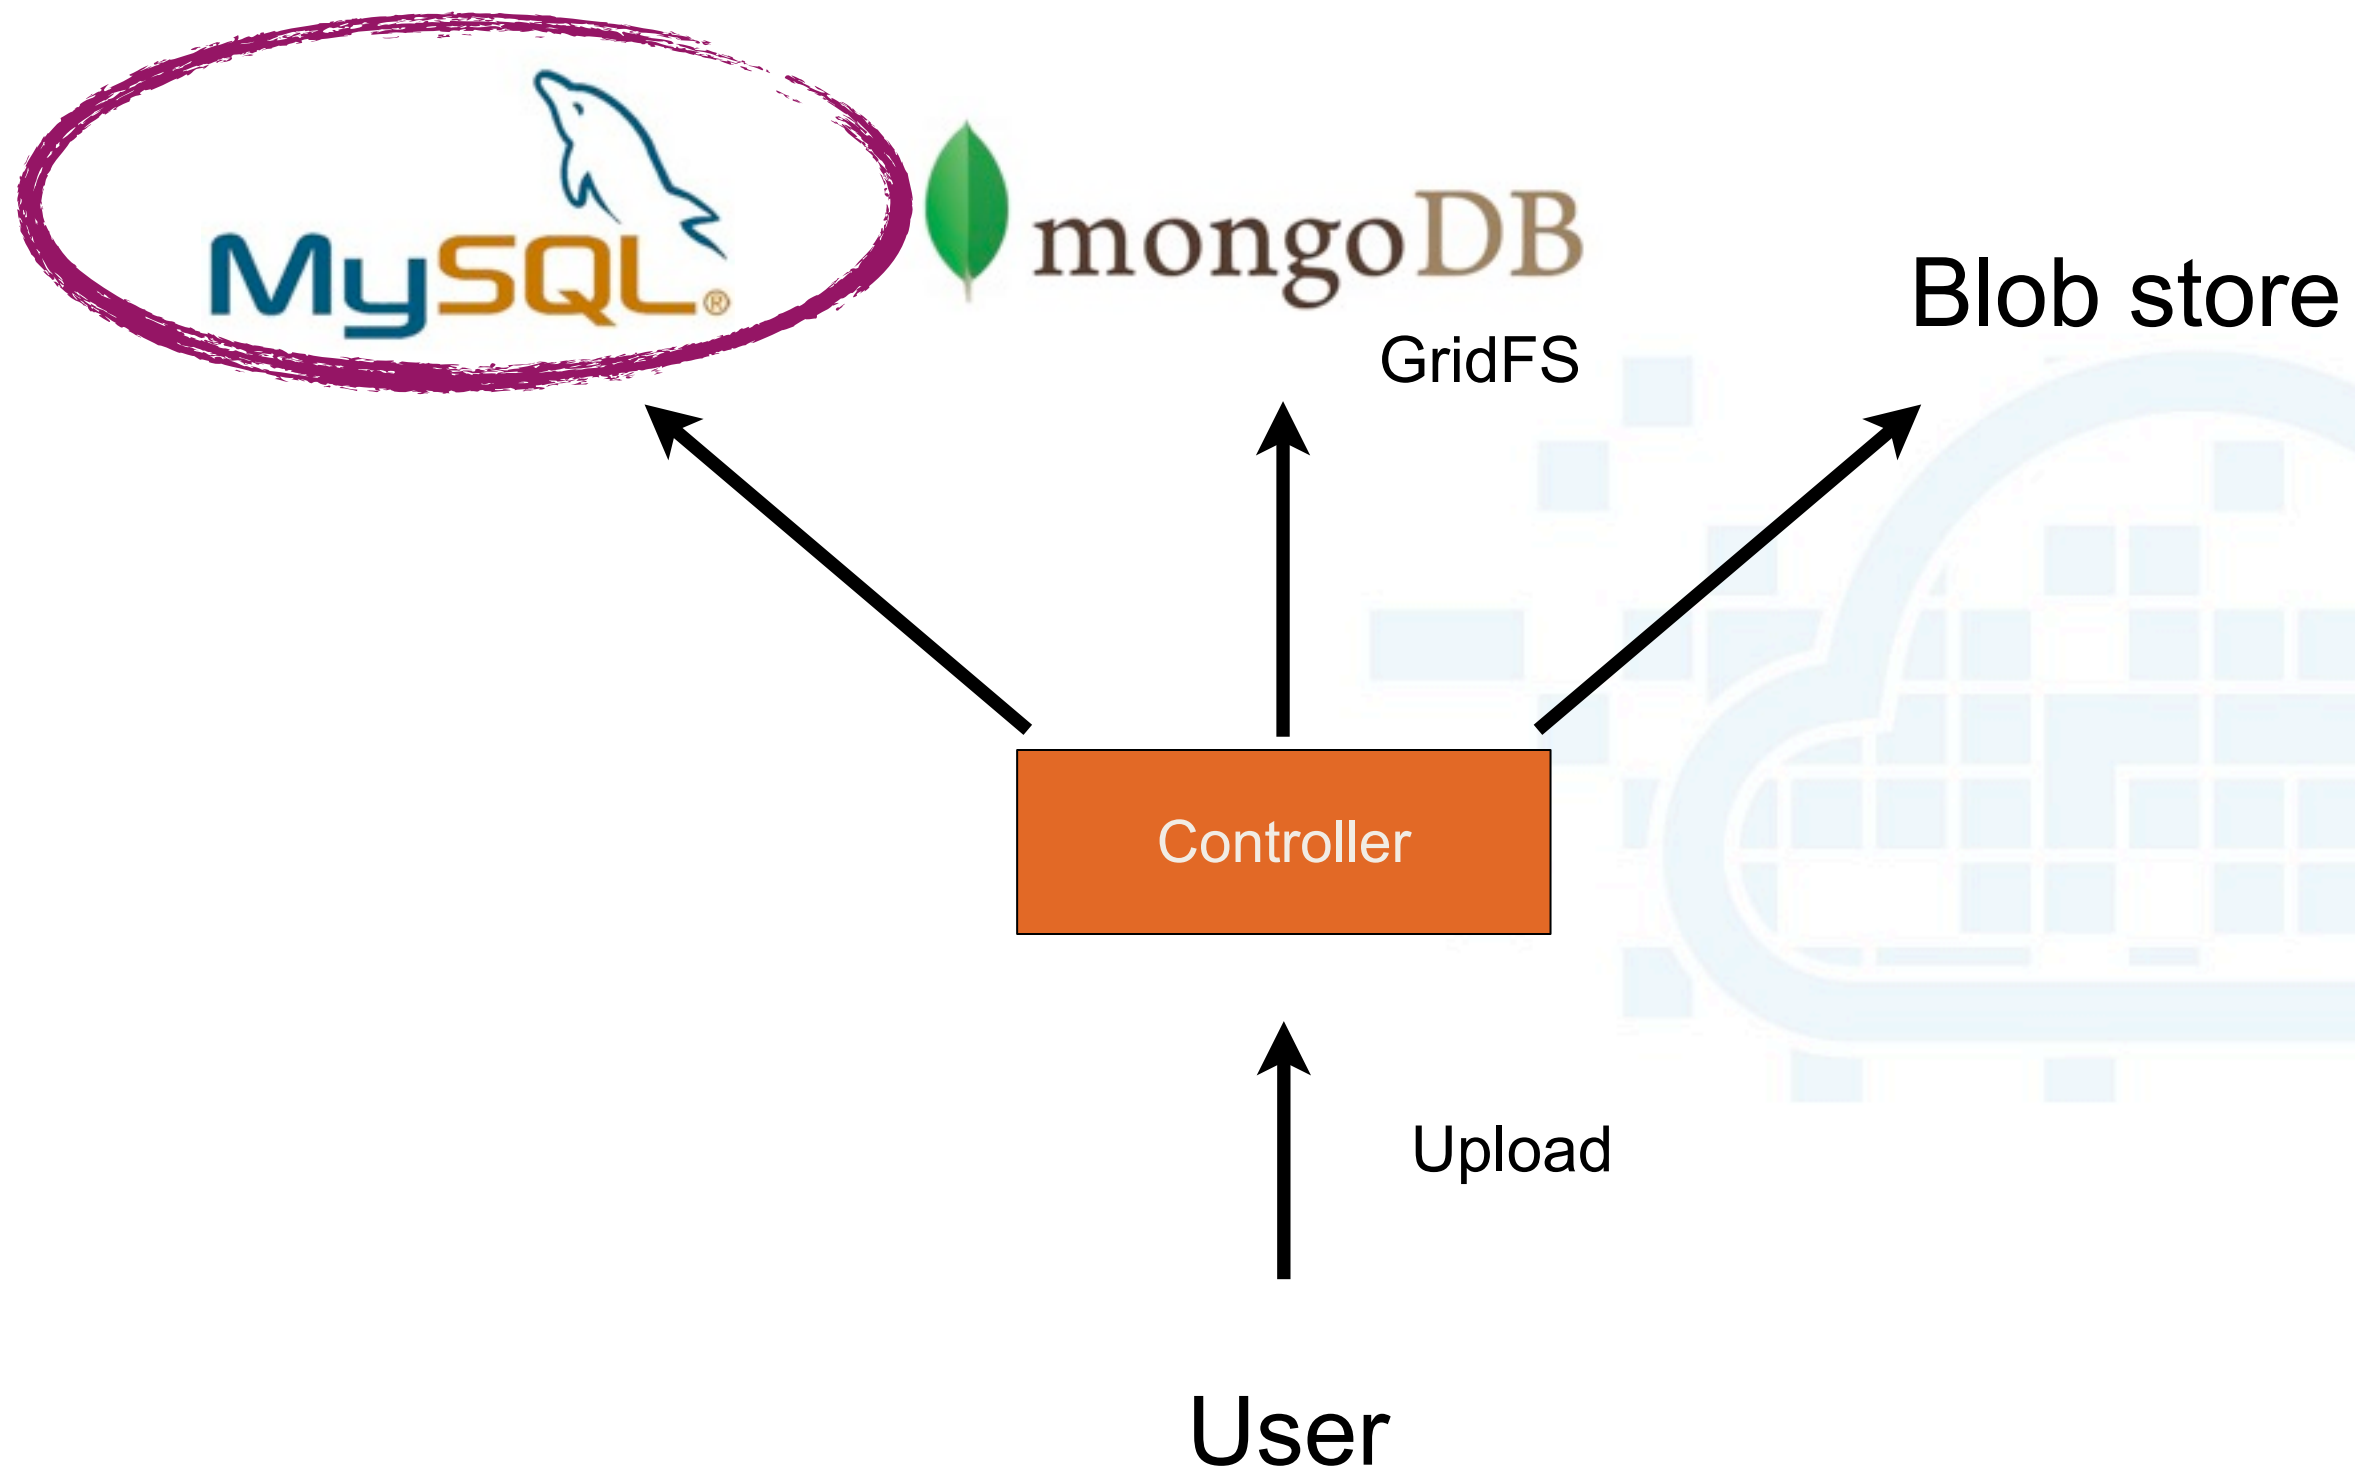 MySQL®
mongoDB
Blob store
GridFS
Controller
Upload
User